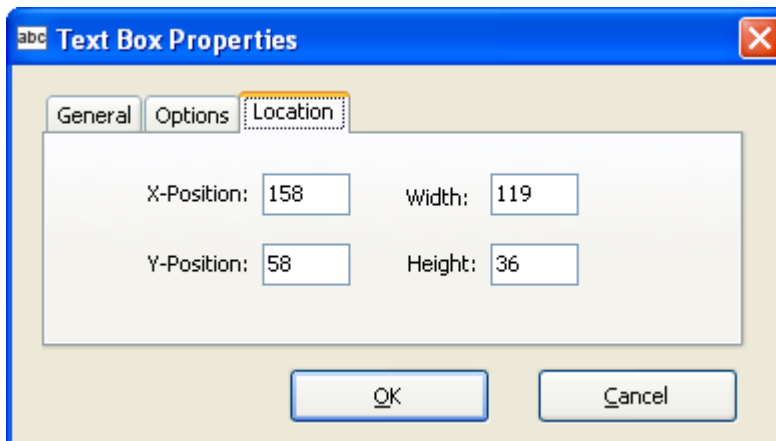 abc Text Box Properties
General Options Location
X-Position: 158 Width: 119
Y-Position: 58 Height: 36
OK Cancel